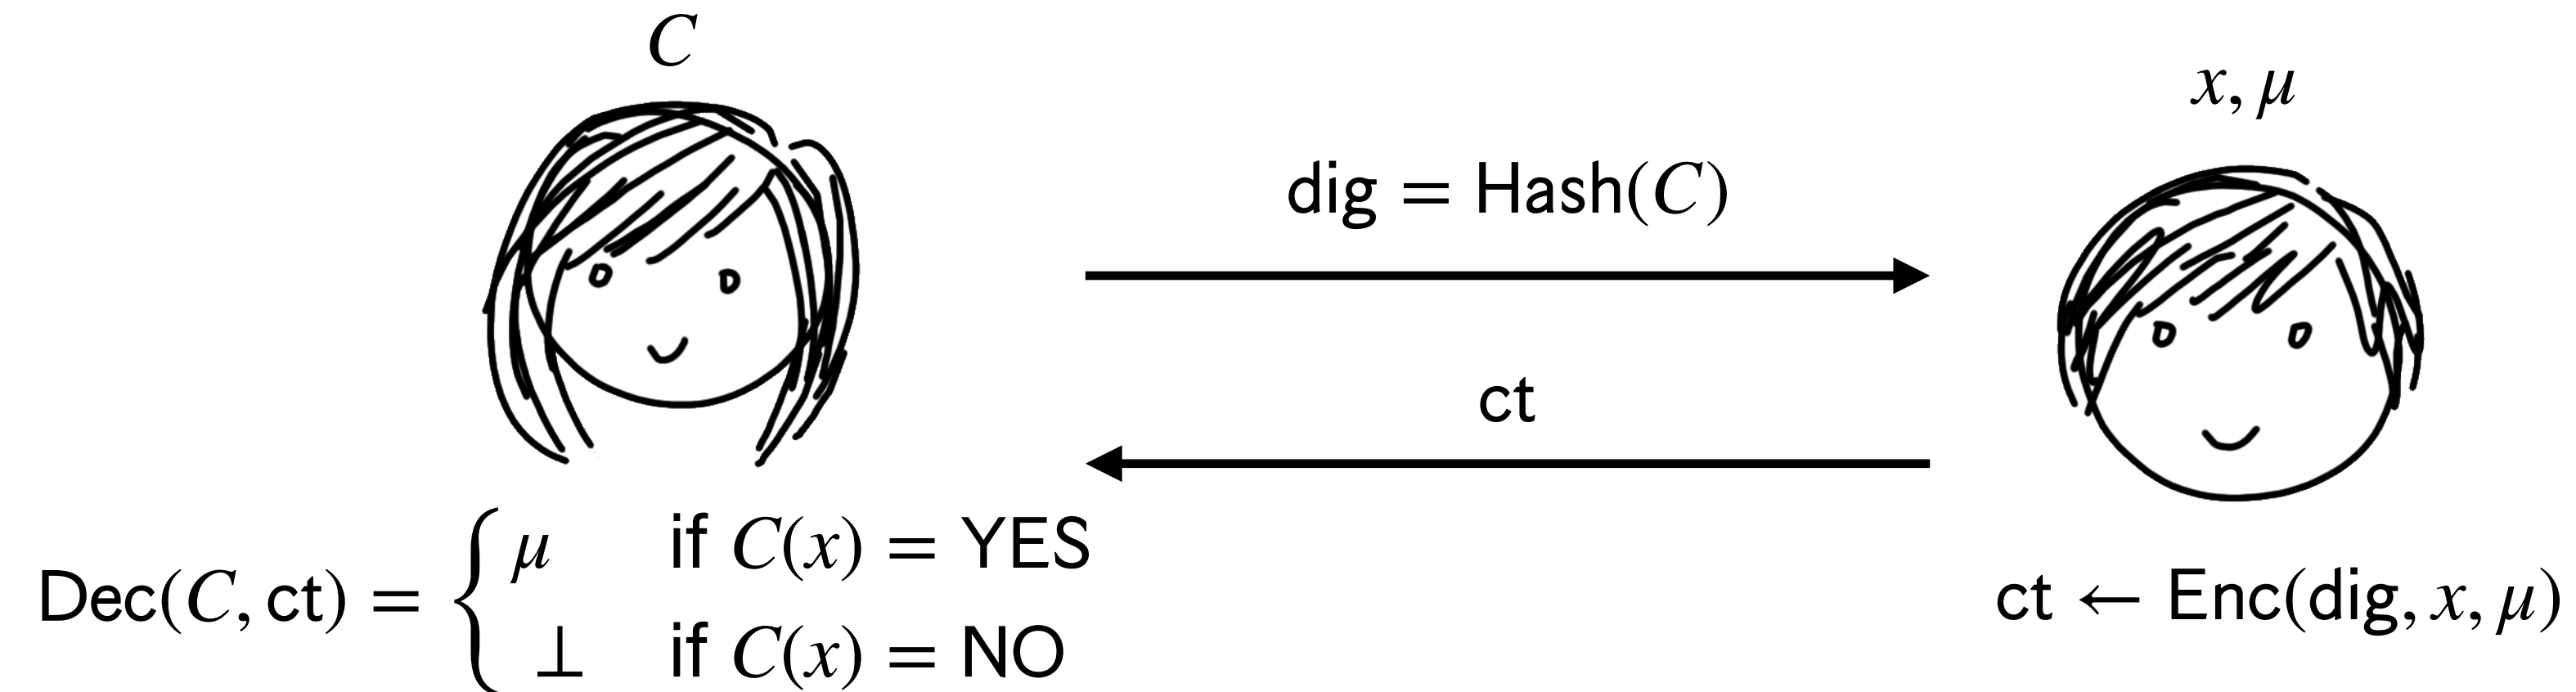 C
x, μ
dig = Hash(C)
ct
Dec(C, ct) = { μ if C(x) = YES
⊥ if C(x) = NO
ct ← Enc(dig, x, μ)